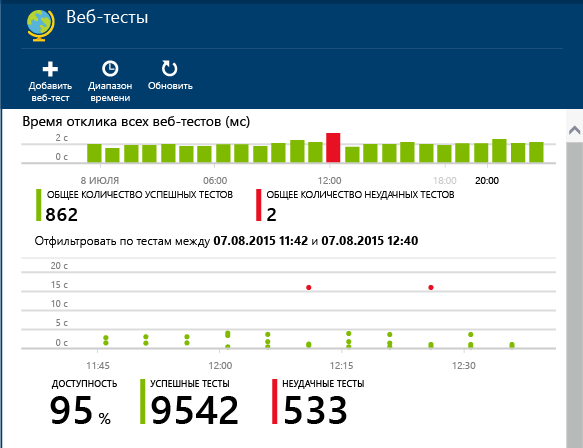 Веб-тесты
Добавить веб-тест
Диапазон времени
Обновить
Время отклика всех веб-тестов (мс)
2 с
0 с
8 ИЮЛЯ 06:00 12:00 18:00 20:00
ОБЩЕЕ КОЛИЧЕСТВО УСПЕШНЫХ ТЕСТОВ
862
ОБЩЕЕ КОЛИЧЕСТВО НЕУДАЧНЫХ ТЕСТОВ
2
Отфильтровать по тестам между 07.08.2015 11:42 и 07.08.2015 12:40
20 с
15 с
10 с
5 с
0 с
11:45 12:00 12:15 12:30
ДОСТУПНОСТЬ
95 %
УСПЕШНЫЕ ТЕСТЫ
9542
НЕУДАЧНЫЕ ТЕСТЫ
533